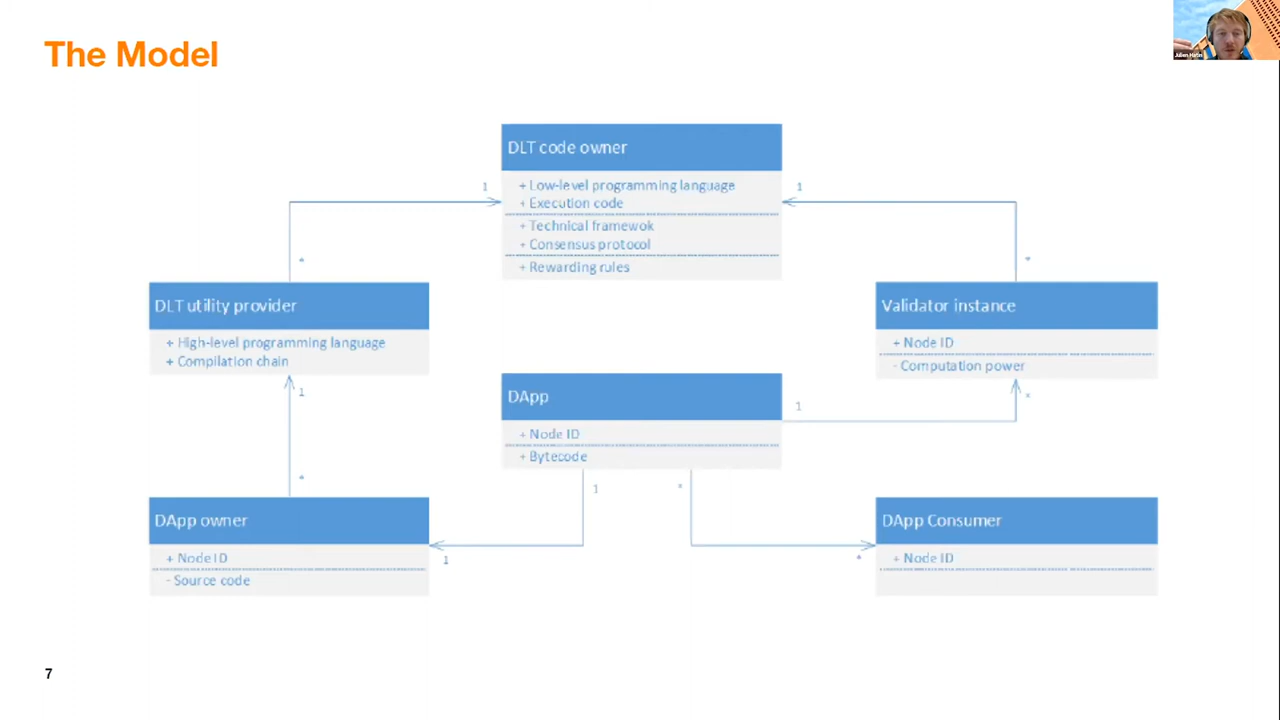 The Model
Julien Hatin
DLT code owner
+ Low-level programming language
+ Execution code
+ Technical framewok
+ Consensus protocol
+ Rewarding rules
1
1
*
*
DLT utility provider
+ High-level programming language
+ Compilation chain
Validator instance
+ Node ID
- Computation power
1
*
DApp
+ Node ID
+ Bytecode
1
*
1
*
DApp owner
+ Node ID
- Source code
1
*
DApp Consumer
+ Node ID
7